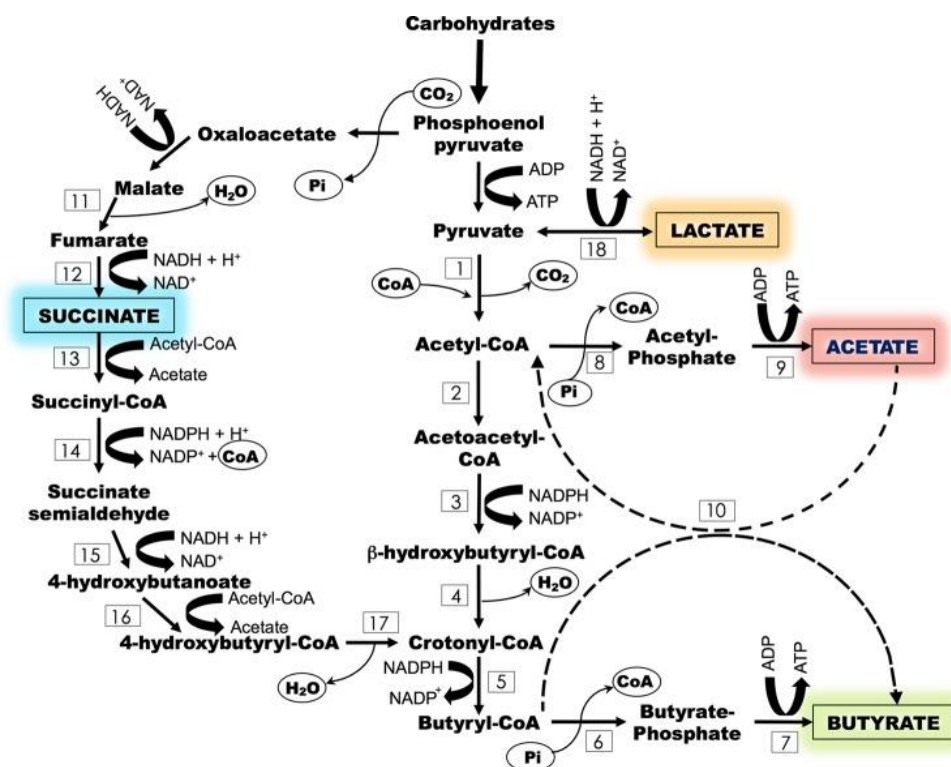 Carbohydrates
CO₂
NADH
NAD⁺
Oxaloacetate
Phosphoenol
pyruvate
Pi
ADP
ATP
NADH + H⁺
NAD⁺
11
Malate
H₂O
Fumarate
Pyruvate
18
LACTATE
12
NADH + H⁺
NAD⁺
1
CoA
CO₂
SUCCINATE
13
Acetyl-CoA
Acetate
Acetyl-CoA
8
CoA
Pi
Acetyl-
Phosphate
ADP
ATP
9
ACETATE
Succinyl-CoA
2
14
NADPH + H⁺
NADP⁺ + CoA
Acetoacetyl-
CoA
Succinate
semialdehyde
3
NADPH
NADP⁺
10
15
NADH + H⁺
NAD⁺
β-hydroxybutyryl-CoA
4-hydroxybutanoate
4
H₂O
16
Acetyl-CoA
Acetate
4-hydroxybutyryl-CoA
17
H₂O
Crotonyl-CoA
NADPH
NADP⁺
5
Butyryl-CoA
6
CoA
Pi
Butyrate-
Phosphate
ADP
ATP
7
BUTYRATE